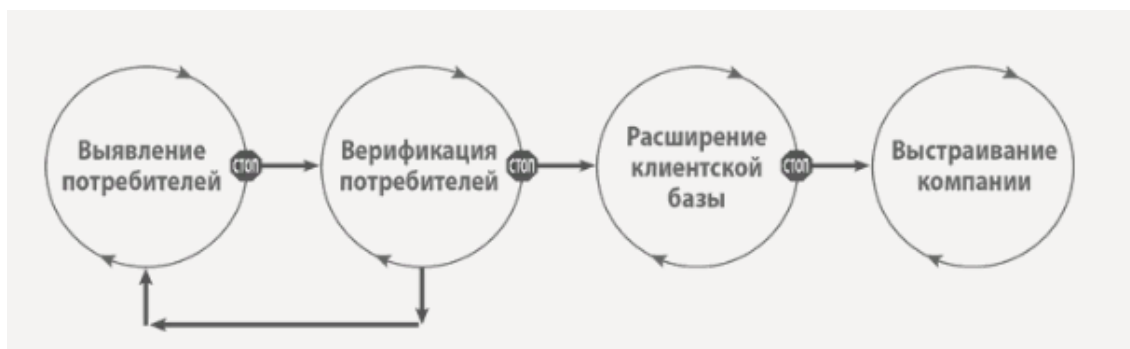 Выявление
потребителей
СТОП
Верификация
потребителей
СТОП
Расширение
клиентской
базы
СТОП
Выстраивание
компании